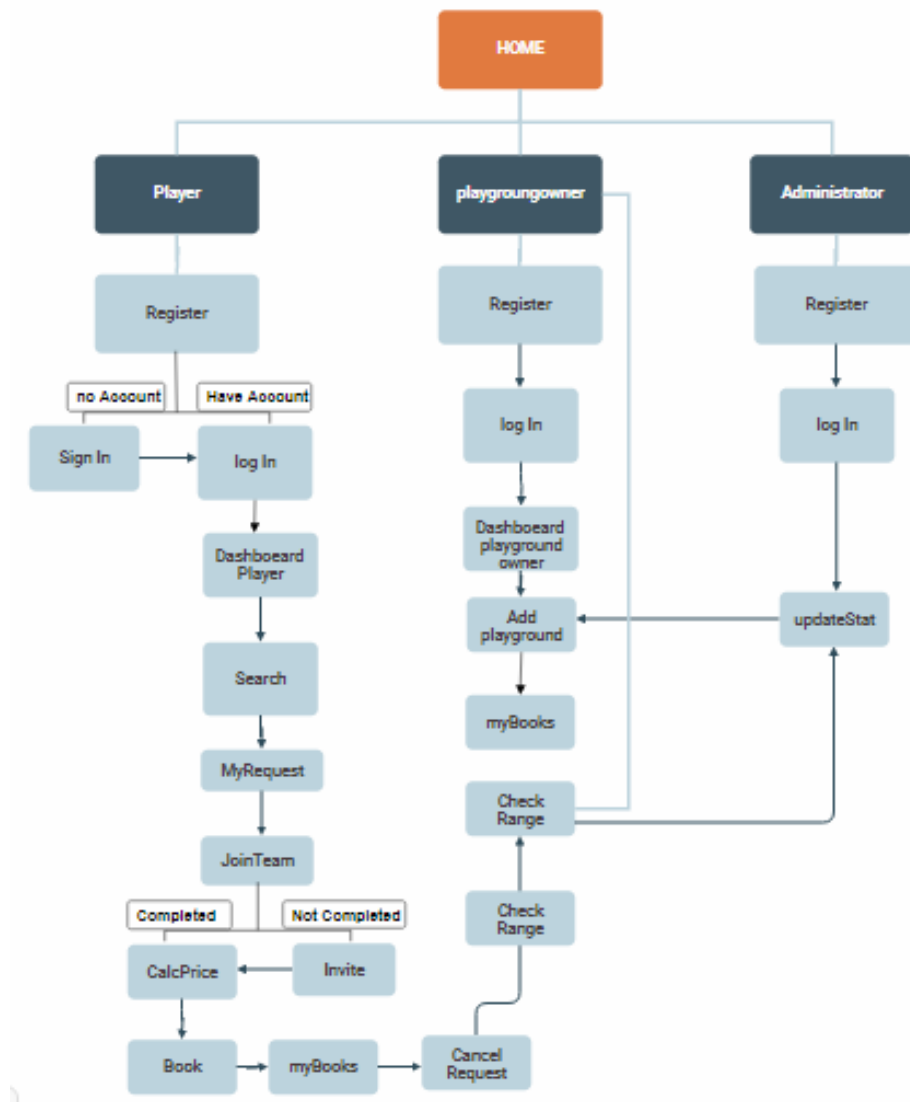 HOME
Player
playgroungowner
Administrator
Register
Register
Register
no Account
Have Account
Sign In
log In
log In
log In
Dashboeard
Player
Dashboeard
playground
owner
Add
playground
updateStat
Search
myBooks
MyRequest
Check
Range
JoinTeam
Completed
Not Completed
Check
Range
CalcPrice
Invite
Book
myBooks
Cancel
Request